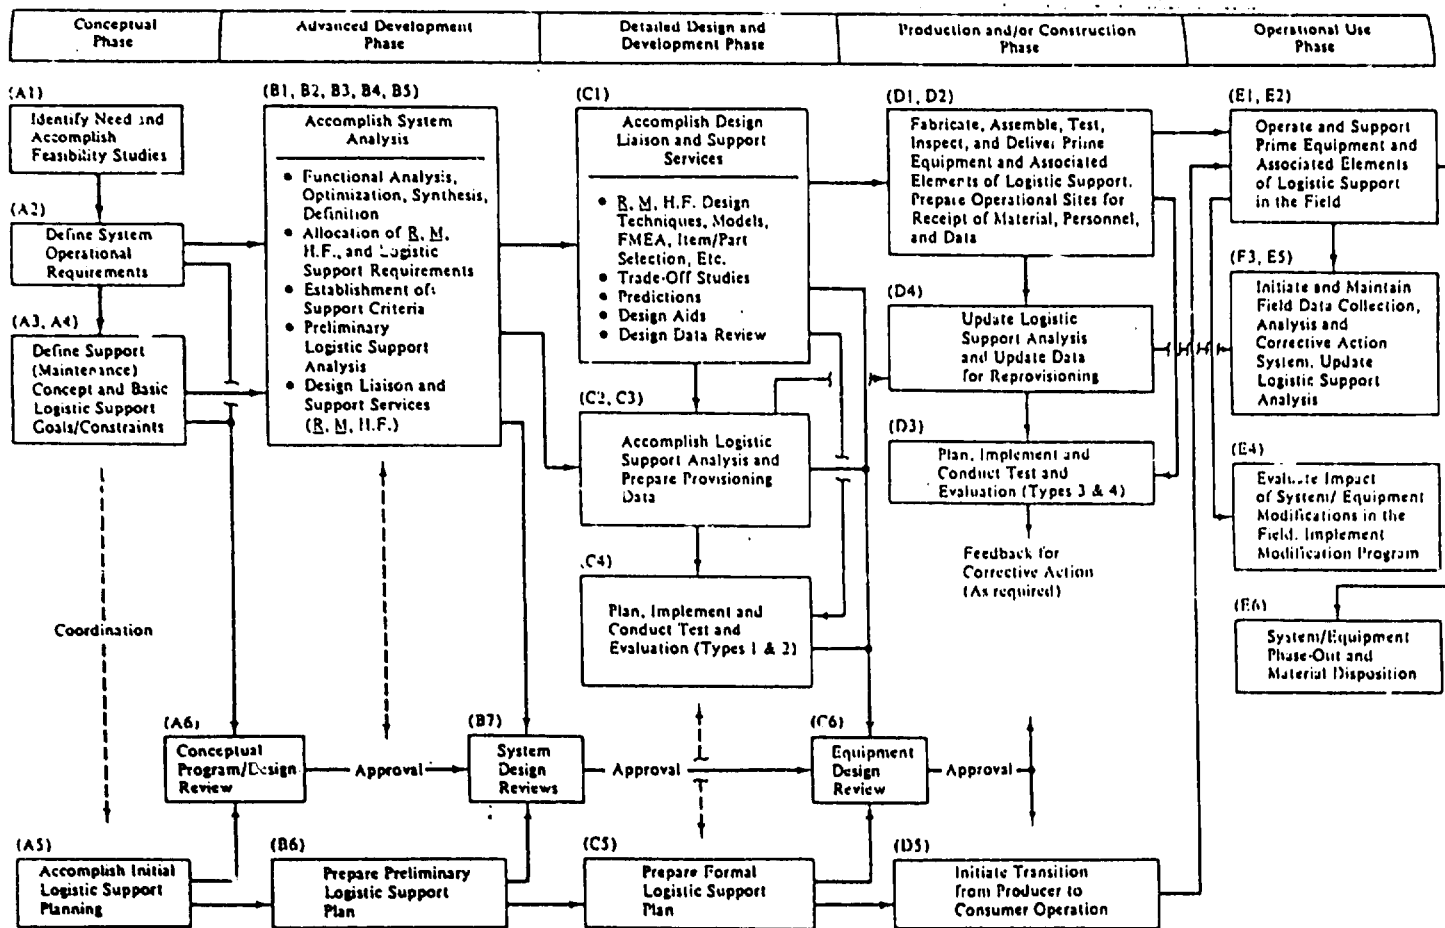 Conceptual
Phase
Advanced Development
Phase
Detailed Design and
Development Phase
Production and/or Construction
Phase
Operational Use
Phase
(A1)
Identify Need and
Accomplish
Feasibility Studies
(A2)
Define System
Operational
Requirements
(A3, A4)
Define Support
(Maintenance)
Concept and Basic
Logistic Support
Goals/Constraints
Coordination
(A6)
Conceptual
Program/Design
Review
(A5)
Accomplish Initial
Logistic Support
Planning
(B1, B2, B3, B4, B5)
Accomplish System
Analysis
• Functional Analysis,
Optimization, Synthesis,
Definition
• Allocation of R, M,
H.F., and Logistic
Support Requirements
• Establishment of
Support Criteria
• Preliminary
Logistic Support
Analysis
• Design Liaison and
Support Services
(R, M, H.F.)
Approval
(B7)
System
Design
Reviews
(B6)
Prepare Preliminary
Logistic Support
Plan
(C1)
Accomplish Design
Liaison and Support
Services
• R, M, H.F. Design
Techniques, Models,
FMEA, Item/Part
Selection, Etc.
• Trade-Off Studies
• Predictions
• Design Aids
• Design Data Review
(C2, C3)
Accomplish Logistic
Support Analysis and
Prepare Provisioning
Data
(C4)
Plan, Implement and
Conduct Test and
Evaluation (Types 1 & 2)
Approval
(C6)
Equipment
Design
Review
(C5)
Prepare Formal
Logistic Support
Plan
(D1, D2)
Fabricate, Assemble, Test,
Inspect, and Deliver Prime
Equipment and Associated
Elements of Logistic Support.
Prepare Operational Sites for
Receipt of Material, Personnel,
and Data
(D4)
Update Logistic
Support Analysis
and Update Data
for Reprovisioning
(D3)
Plan, Implement and
Conduct Test and
Evaluation (Types 3 & 4)
Feedback for
Corrective Action
(As required)
Approval
(D5)
Initiate Transition
from Producer to
Consumer Operation
(E1, E2)
Operate and Support
Prime Equipment and
Associated Elements
of Logistic Support
in the Field
(F3, E5)
Initiate and Maintain
Field Data Collection,
Analysis and
Corrective Action
System, Update
Logistic Support
Analysis
(E4)
Evaluate Impact
of System/ Equipment
Modifications in the
Field. Implement
Modification Program
(E6)
System/Equipment
Phase-Out and
Material Disposition